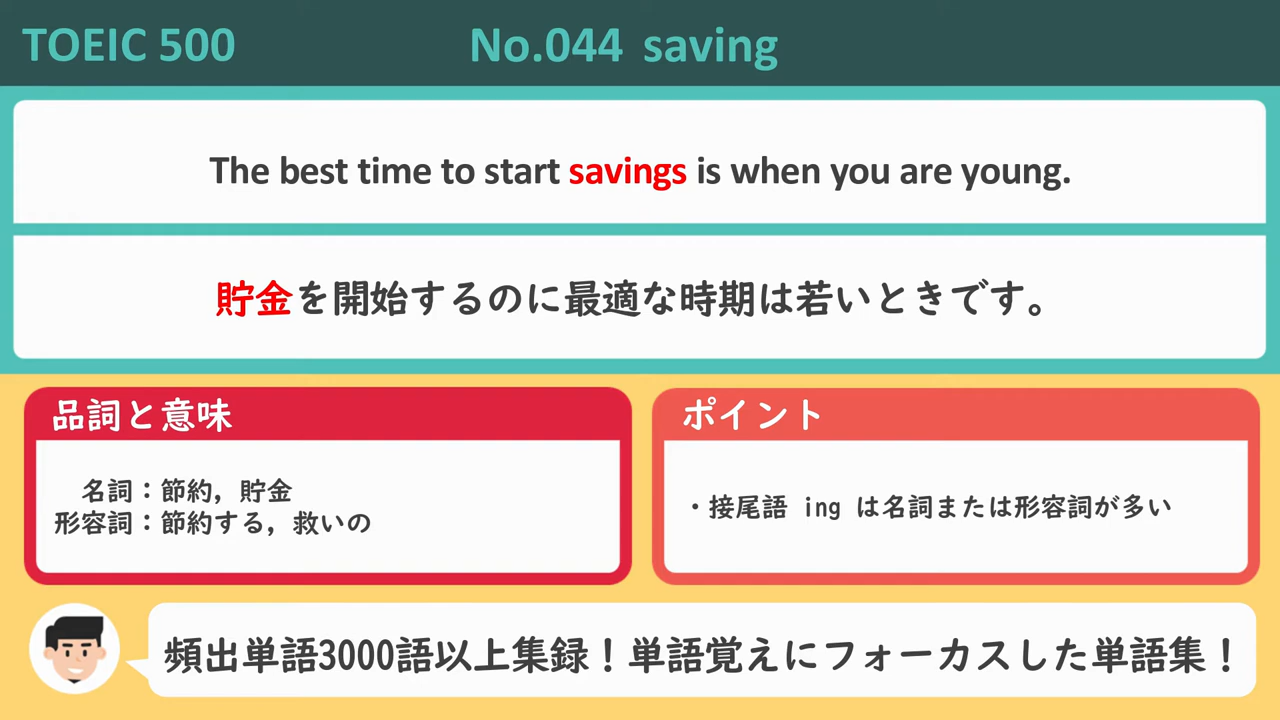 TOEIC 500
No.044 saving
The best time to start savings is when you are young.
貯金を開始するのに最適な時期は若いときです。
品詞と意味
名詞：節約，貯金
形容詞：節約する，救いの
ポイント
・接尾語 ing は名詞または形容詞が多い
頻出単語3000語以上集録！単語覚えにフォーカスした単語集！